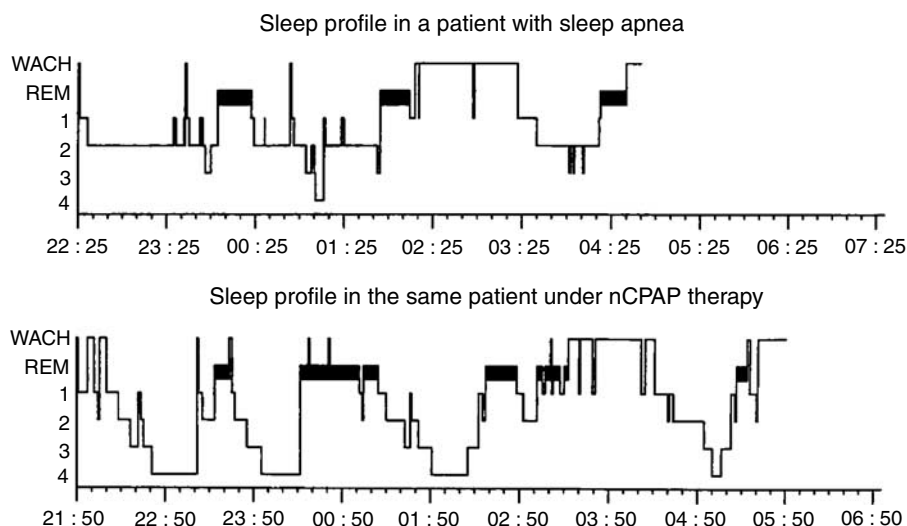 Sleep profile in a patient with sleep apnea
WACH
REM
1
2
3
4
22 : 25 23 : 25 00 : 25 01 : 25 02 : 25 03 : 25 04 : 25 05 : 25 06 : 25 07 : 25
Sleep profile in the same patient under nCPAP therapy
WACH
REM
1
2
3
4
21 : 50 22 : 50 23 : 50 00 : 50 01 : 50 02 : 50 03 : 50 04 : 50 05 : 50 06 : 50